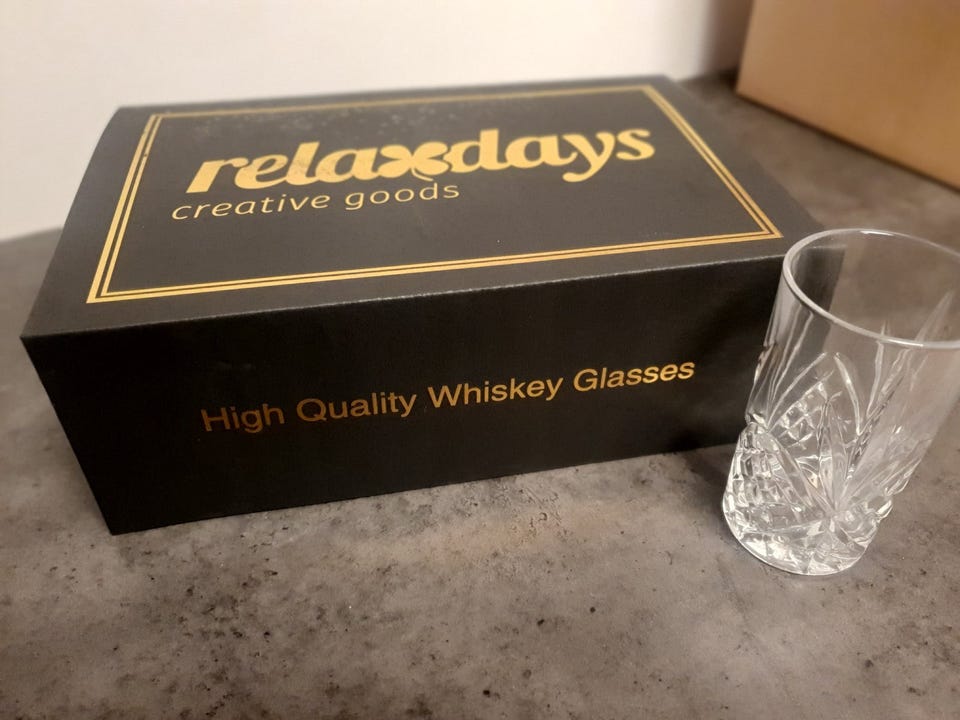 relaxdays
creative goods
High Quality Whiskey Glasses